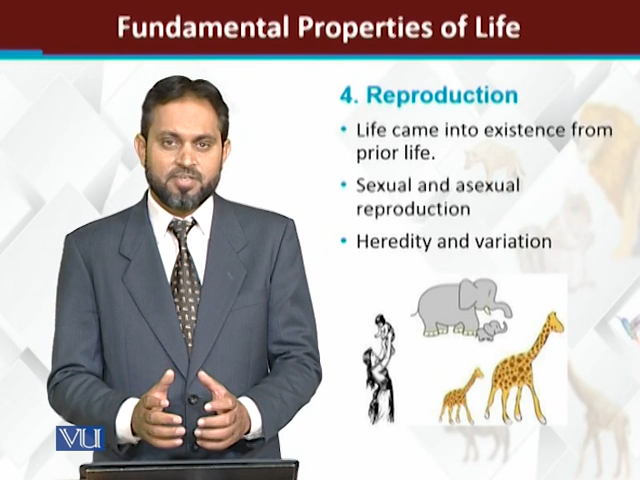 Fundamental Properties of Life
4. Reproduction
• Life came into existence from
prior life.
• Sexual and asexual
reproduction
• Heredity and variation
VU